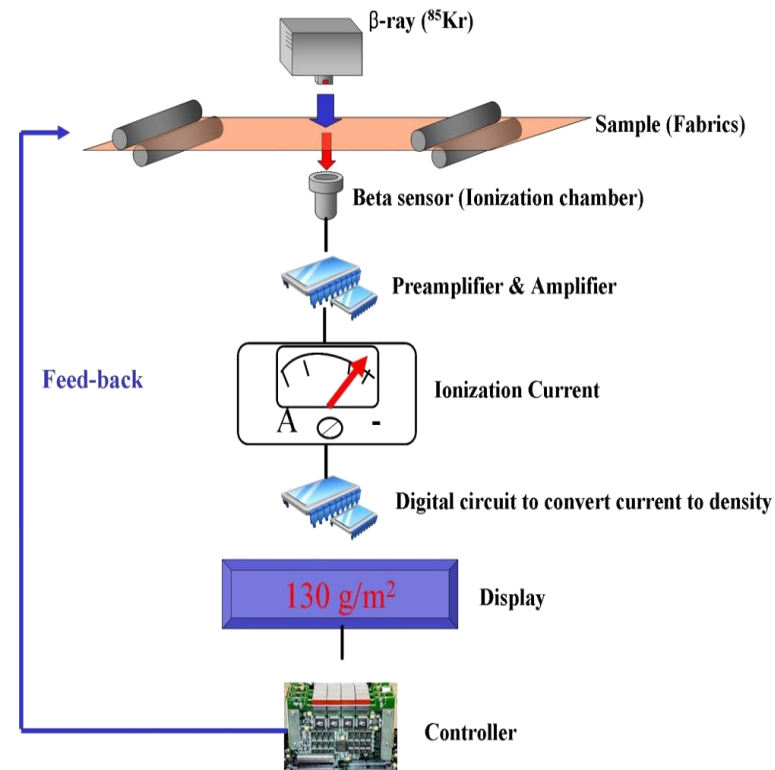 β-ray (⁸⁵Kr)
Sample (Fabrics)
Beta sensor (Ionization chamber)
Preamplifier & Amplifier
Feed-back
Ionization Current
A -
Digital circuit to convert current to density
130 g/m²
Display
Controller